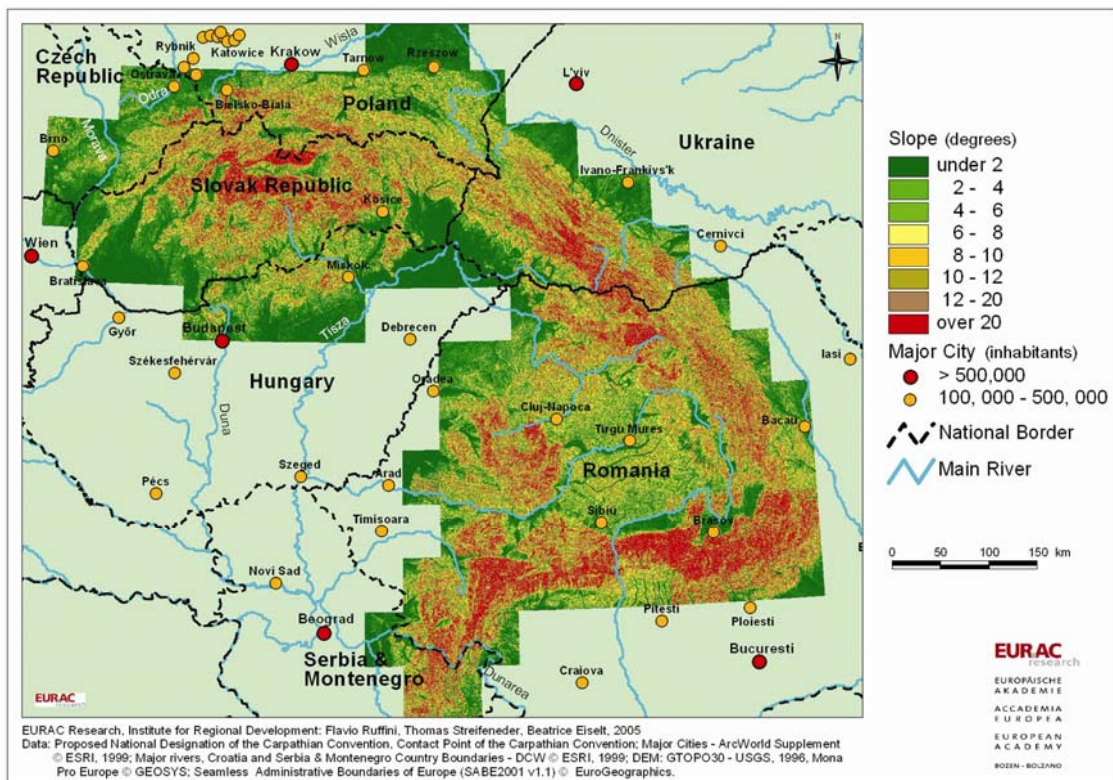 Czech
Republic
Rybnik
Katowice
Krakow
Wisla
Tarnow
Rzeszow
N
L'viv
Ostrava
Odra
Bielsko-Biala
Poland
Ukraine
Brno
Morava
Dnister
Ivano-Frankivs'k
Slovak Republic
Kosice
Cernivci
Wien
Bratislava
Miskolc
Györ
Budapest
Tisza
Debrecen
Iasi
Székesfehérvár
Hungary
Oradea
Duna
Cluj-Napoca
Tirgu Mures
Bacau
Szeged
Arad
Romania
Pécs
Timisoara
Sibiu
Brasov
Novi Sad
Beograd
Pitesti
Ploiesti
Serbia &
Montenegro
Bucuresti
Dunarea
Craiova
EURAC
research
Slope (degrees)
under 2
2 - 4
4 - 6
6 - 8
8 - 10
10 - 12
12 - 20
over 20
Major City (inhabitants)
> 500,000
100, 000 - 500, 000
National Border
Main River
0 50 100 150 km
EURAC
research
EUROPÄISCHE
AKADEMIE
ACCADEMIA
EUROPEA
EUROPEAN
ACADEMY
BOZEN - BOLZANO
EURAC Research, Institute for Regional Development: Flavio Ruffini, Thomas Streifeneder, Beatrice Eiselt, 2005
Data: Proposed National Designation of the Carpathian Convention, Contact Point of the Carpathian Convention; Major Cities - ArcWorld Supplement
© ESRI, 1999; Major rivers, Croatia and Serbia & Montenegro Country Boundaries - DCW © ESRI, 1999; DEM: GTOPO30 - USGS, 1996, Mona
Pro Europe © GEOSYS; Seamless Administrative Boundaries of Europe (SABE2001 v1.1) © EuroGeographics.